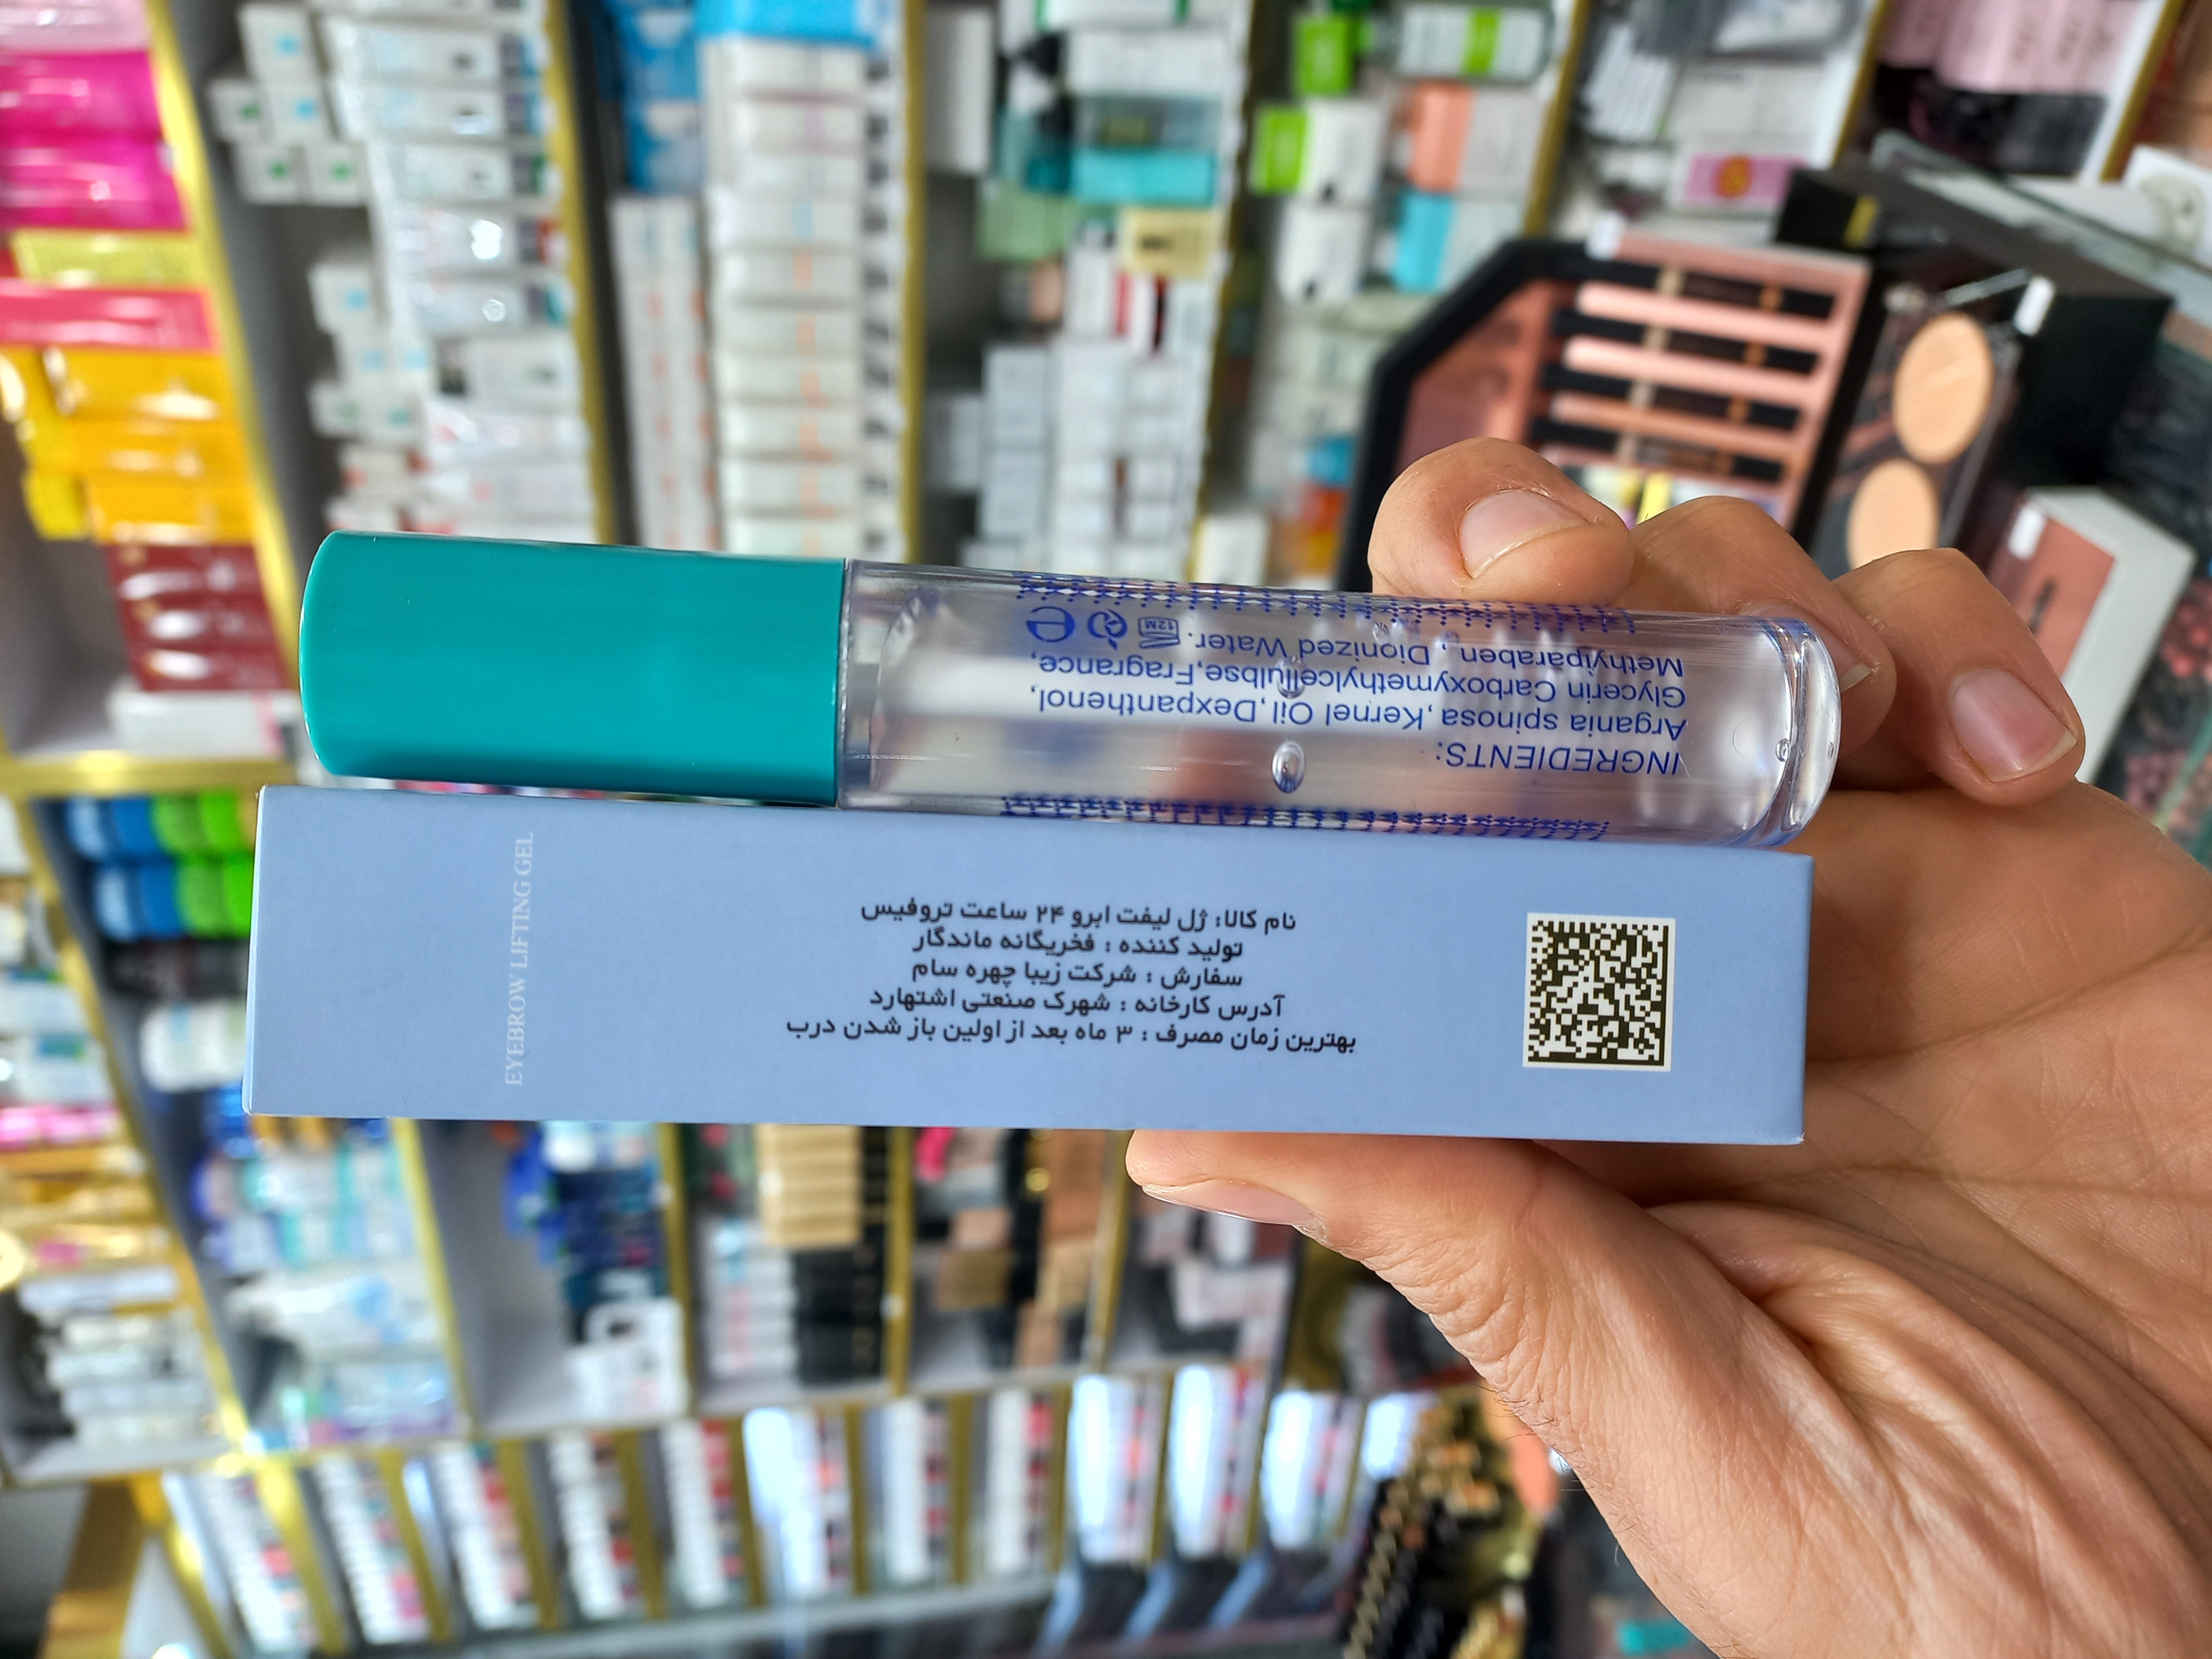 INGREDIENTS:
Argania spinosa, Kernel Oil, Dexpanthenol,
Glycerin Carboxymethylcellulbse, Fragrance,
Methyiparaben, Dionized Water.
12M
EYEBROW LIFTING GEL
نام کالا: ژل لیفت ابرو ۲۴ ساعت تروفیس
تولید کننده : فخریگانه ماندگار
سفارش : شرکت زیبا چهره سام
آدرس کارخانه : شهرک صنعتی اشتهارد
بهترین زمان مصرف : ۳ ماه بعد از اولین باز شدن درب